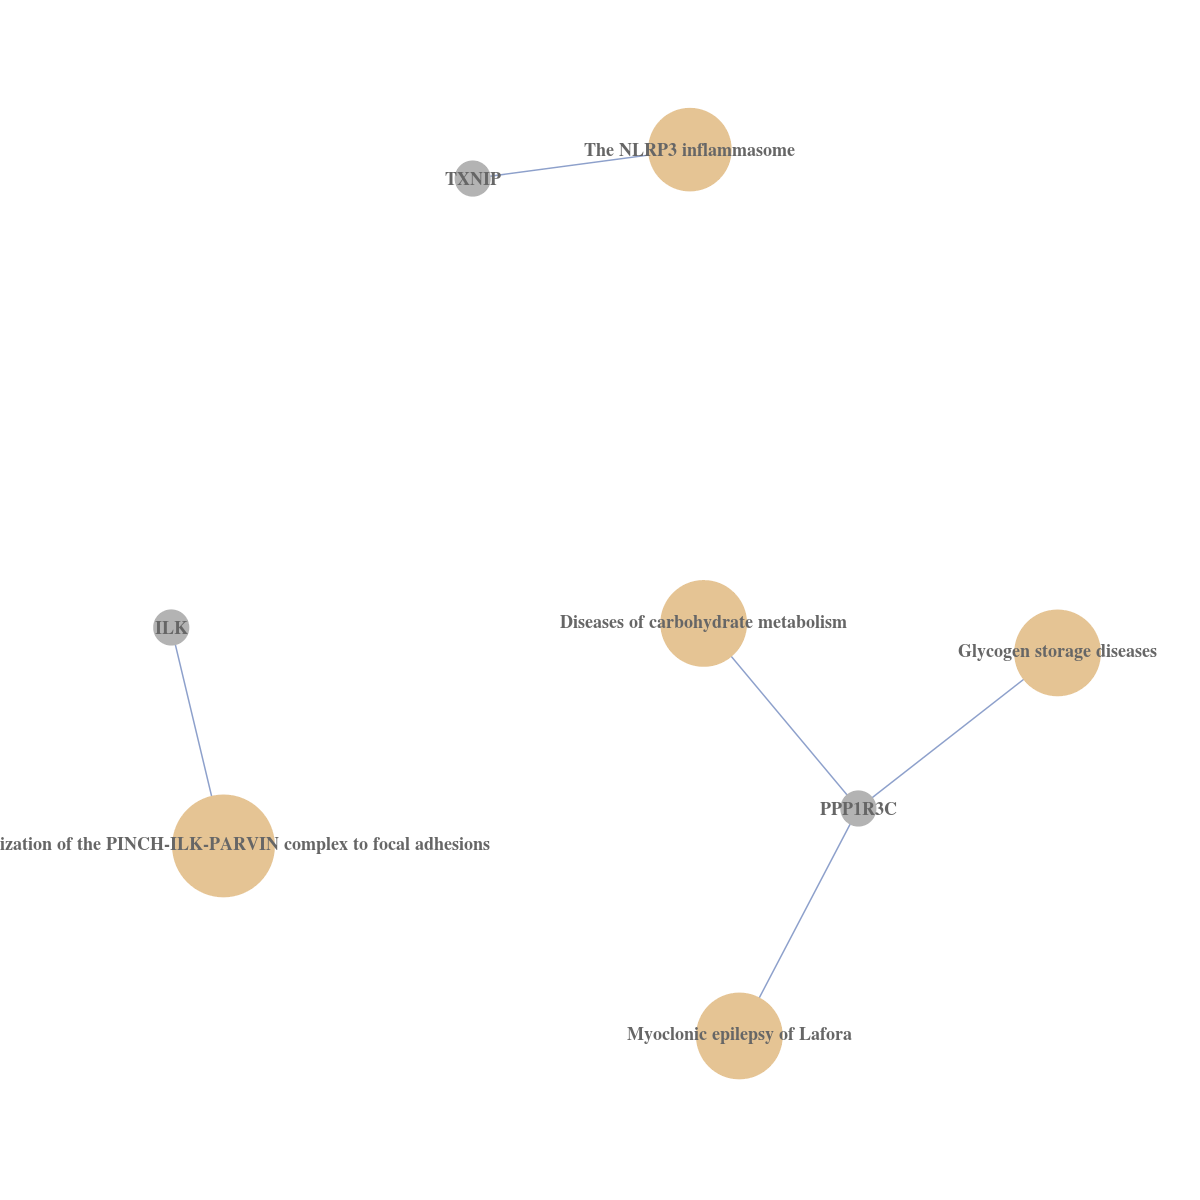 The NLRP3 inflammasome
TXNIP
Diseases of carbohydrate metabolism
ILK
Glycogen storage diseases
PPP1R3C
ization of the PINCH-ILK-PARVIN complex to focal adhesions
Myoclonic epilepsy of Lafora